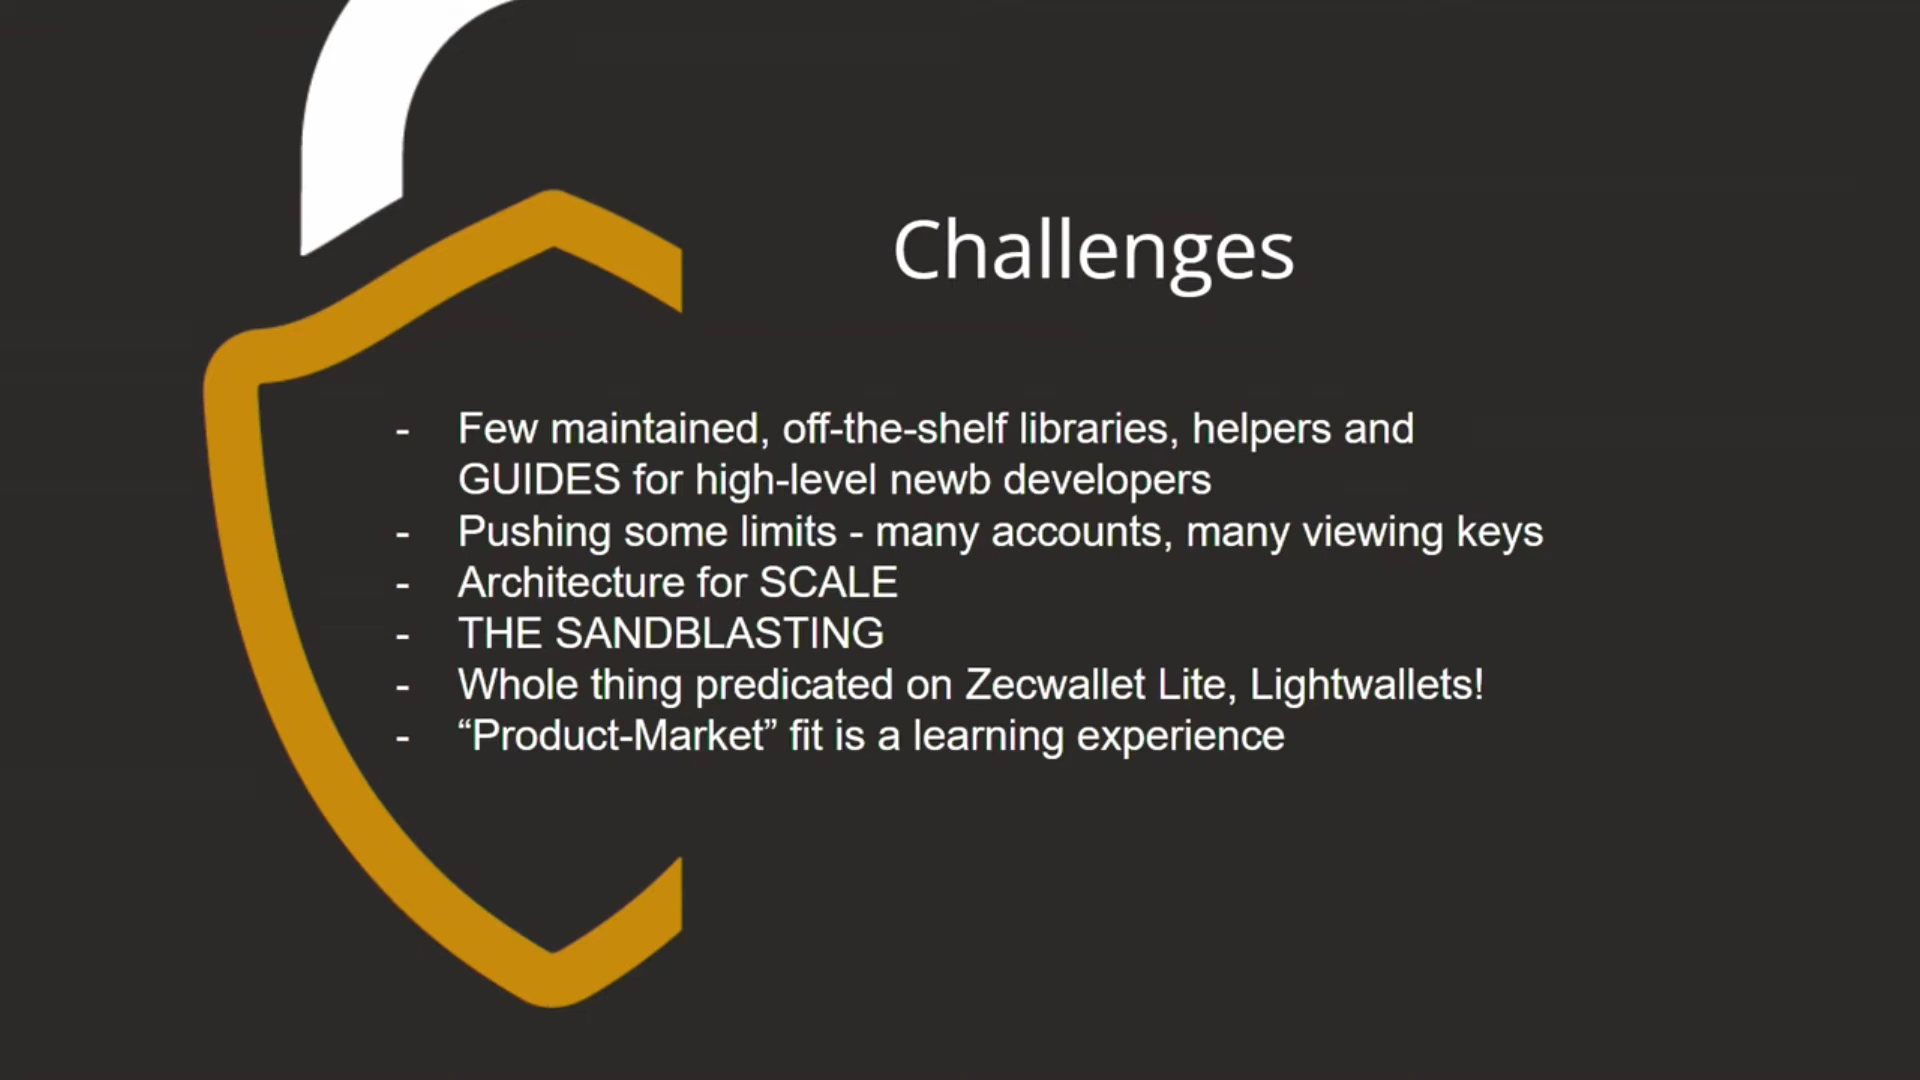 Challenges
- Few maintained, off-the-shelf libraries, helpers and
GUIDES for high-level newb developers
- Pushing some limits - many accounts, many viewing keys
- Architecture for SCALE
- THE SANDBLASTING
- Whole thing predicated on Zecwallet Lite, Lightwallets!
- “Product-Market” fit is a learning experience